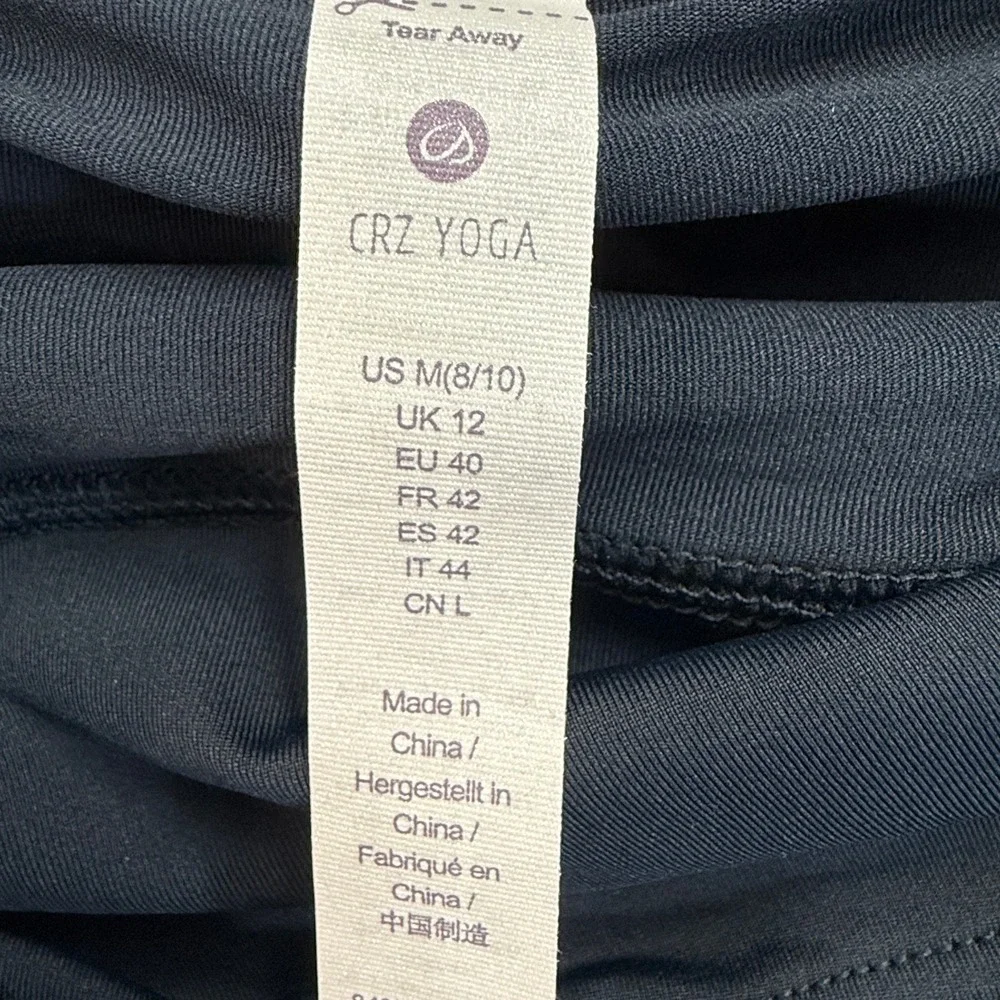 Tear Away
CRZ YOGA
US M(8/10)
UK 12
EU 40
FR 42
ES 42
IT 44
CN L
Made in
China /
Hergestellt in
China /
Fabriqué en
China /
中国制造